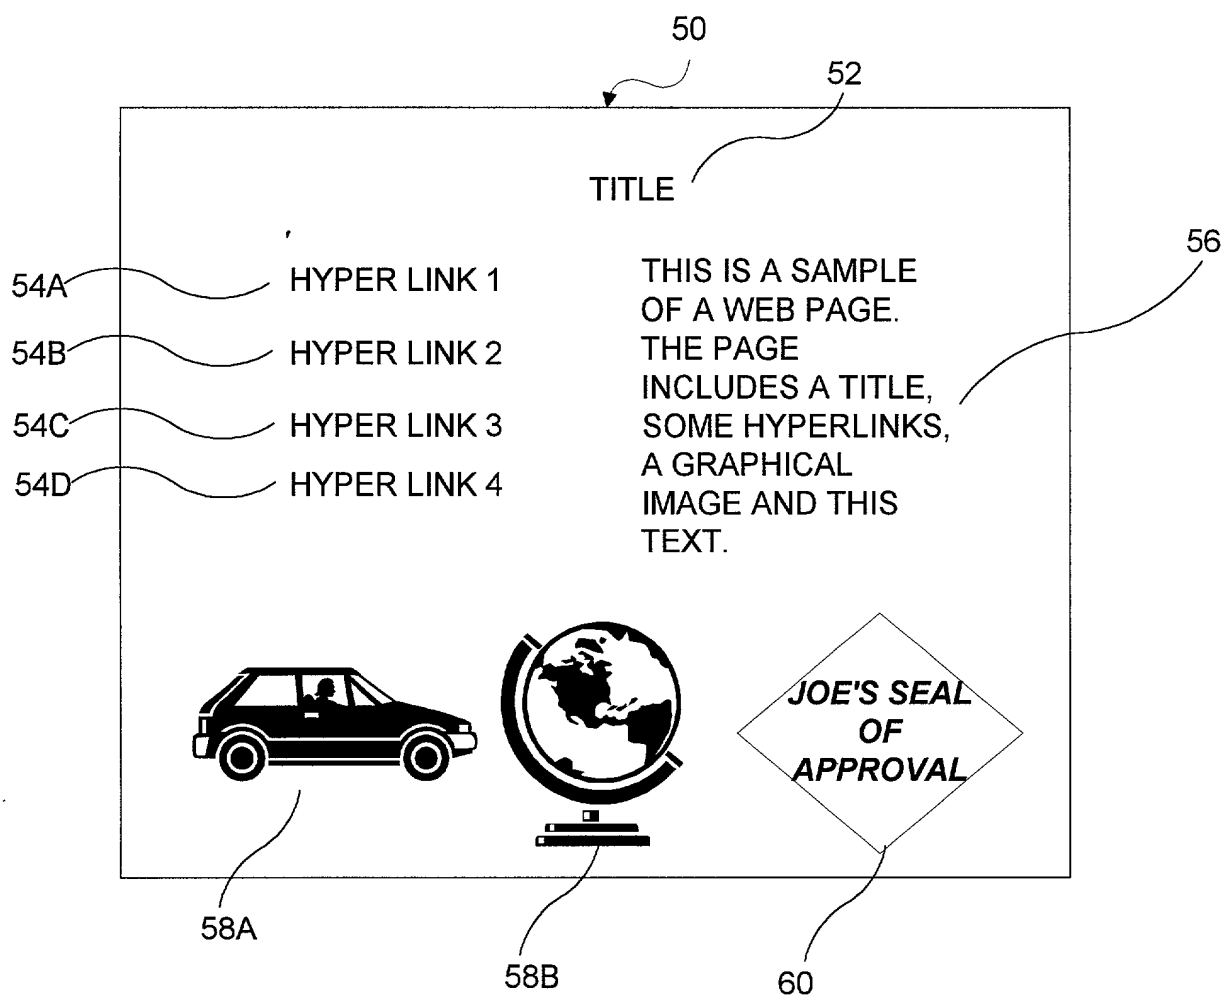 50
52
TITLE
56
54A
HYPER LINK 1
54B
HYPER LINK 2
54C
HYPER LINK 3
54D
HYPER LINK 4
THIS IS A SAMPLE
OF A WEB PAGE.
THE PAGE
INCLUDES A TITLE,
SOME HYPERLINKS,
A GRAPHICAL
IMAGE AND THIS
TEXT.
JOE'S SEAL
OF
APPROVAL
58A
58B
60